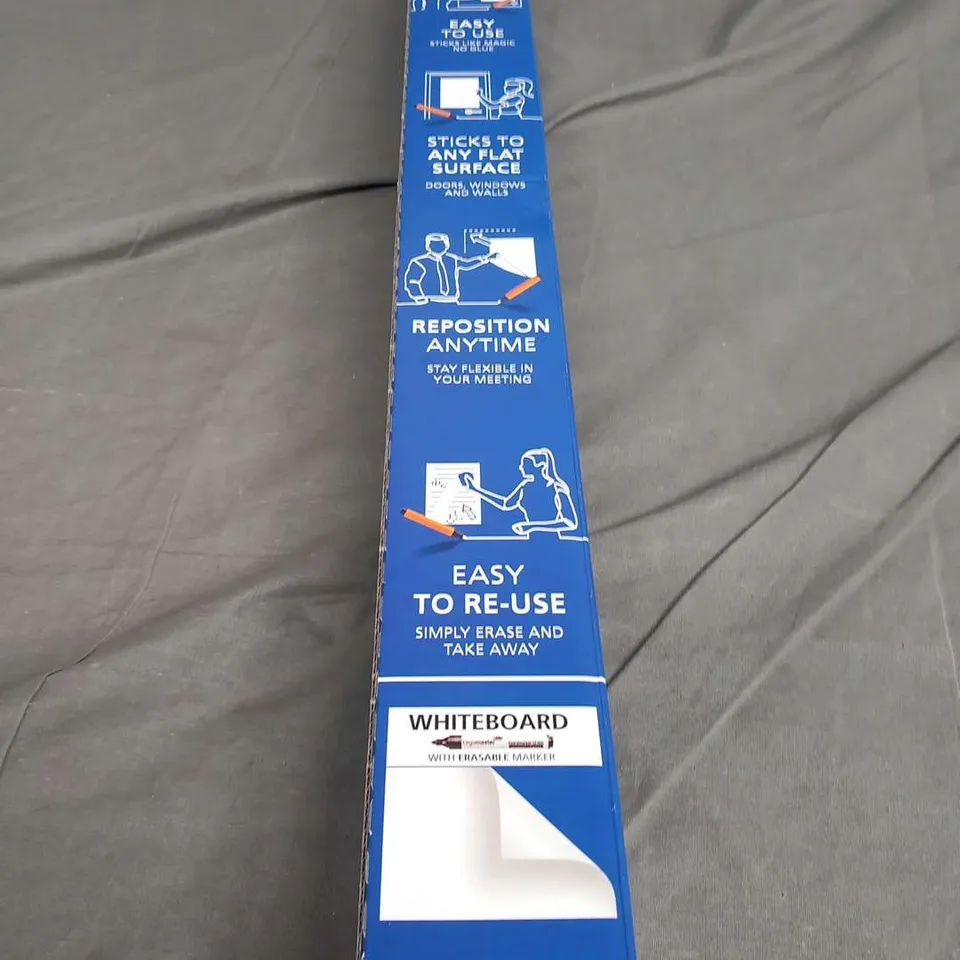 EASY
TO USE
STICKS LIKE MAGIC
NO GLUE
STICKS TO
ANY FLAT
SURFACE
DOORS, WINDOWS
AND WALLS
REPOSITION
ANYTIME
STAY FLEXIBLE IN
YOUR MEETING
EASY
TO RE-USE
SIMPLY ERASE AND
TAKE AWAY
WHITEBOARD
Legamaster
WITH ERASABLE MARKER